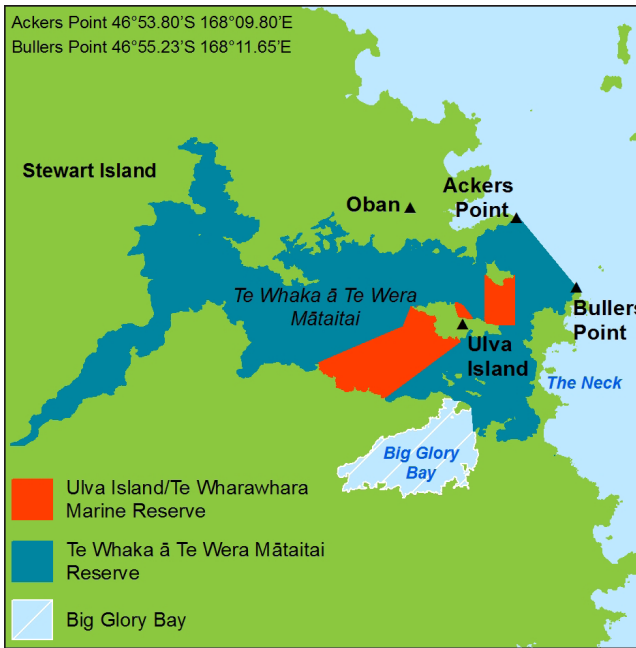 Ackers Point 46°53.80'S 168°09.80'E
Bullers Point 46°55.23'S 168°11.65'E
Stewart Island
Oban
Ackers
Point
Te Whaka ā Te Wera
Mātaitai
Bullers
Point
Ulva
Island
The Neck
Big Glory
Bay
Ulva Island/Te Wharawhara
Marine Reserve
Te Whaka ā Te Wera Mātaitai
Reserve
Big Glory Bay